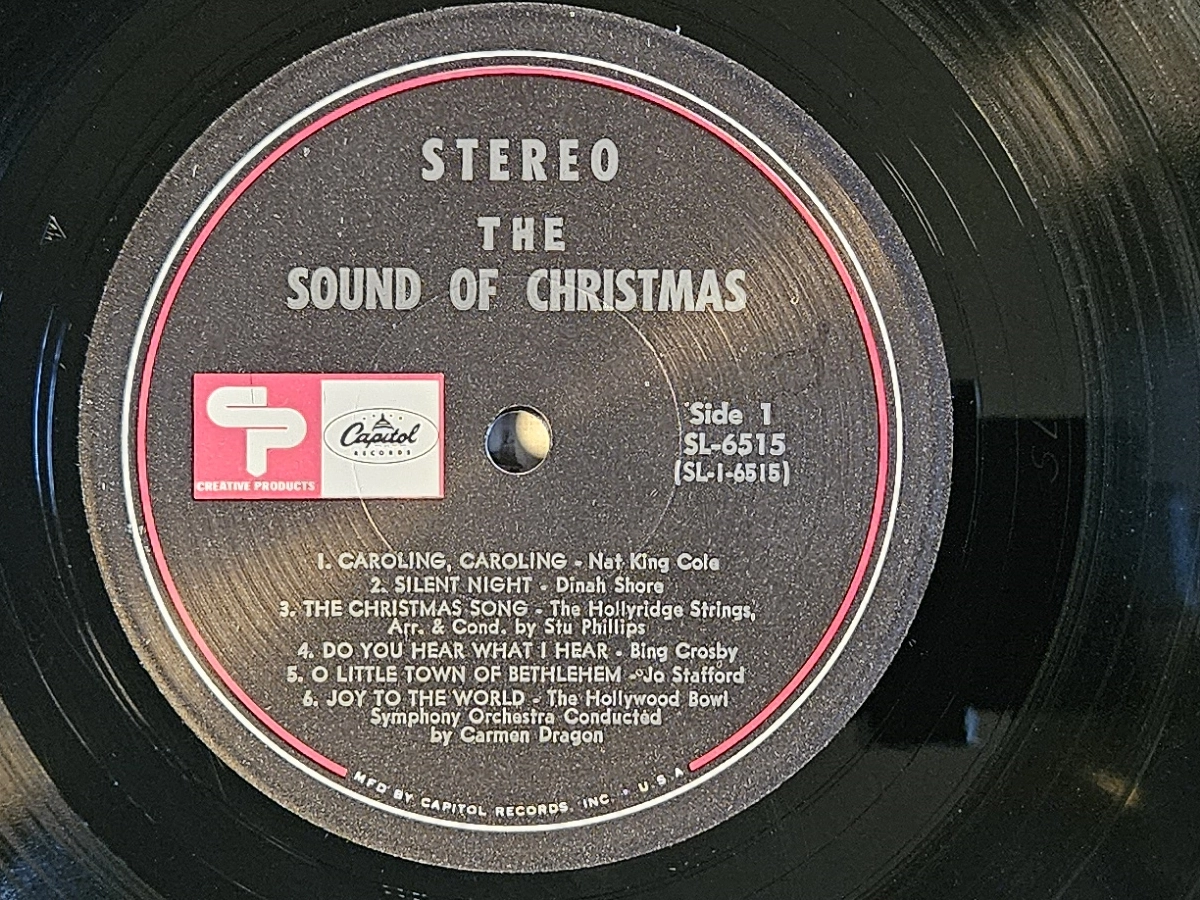 STEREO
THE
SOUND OF CHRISTMAS
CP
CREATIVE PRODUCTS
Capitol
RECORDS
Side 1
SL-6515
(SL-1-6515)
1. CAROLING, CAROLING - Nat King Cole
2. SILENT NIGHT - Dinah Shore
3. THE CHRISTMAS SONG - The Hollyridge Strings,
Arr. & Cond. by Stu Phillips
4. DO YOU HEAR WHAT I HEAR - Bing Crosby
5. O LITTLE TOWN OF BETHLEHEM - Jo Stafford
6. JOY TO THE WORLD - The Hollywood Bowl
Symphony Orchestra Conducted
by Carmen Dragon
MFD BY CAPITOL RECORDS, INC. • U.S.A